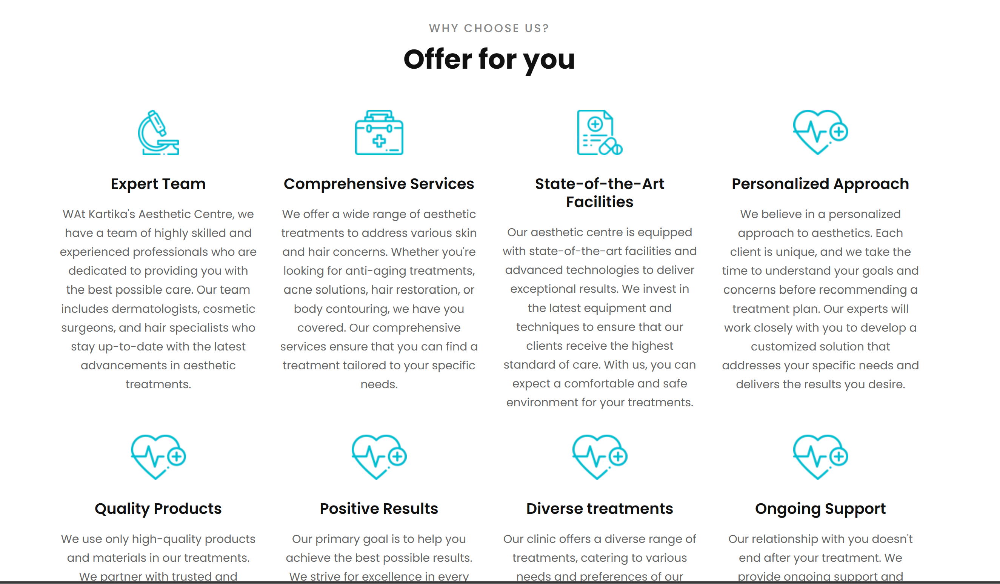 WHY CHOOSE US?
Offer for you
Expert Team
WAt Kartika's Aesthetic Centre, we
have a team of highly skilled and
experienced professionals who are
dedicated to providing you with
the best possible care. Our team
includes dermatologists, cosmetic
surgeons, and hair specialists who
stay up-to-date with the latest
advancements in aesthetic
treatments.
Comprehensive Services
We offer a wide range of aesthetic
treatments to address various skin
and hair concerns. Whether you're
looking for anti-aging treatments,
acne solutions, hair restoration, or
body contouring, we have you
covered. Our comprehensive
services ensure that you can find a
treatment tailored to your specific
needs.
State-of-the-Art
Facilities
Our aesthetic centre is equipped
with state-of-the-art facilities and
advanced technologies to deliver
exceptional results. We invest in
the latest equipment and
techniques to ensure that our
clients receive the highest
standard of care. With us, you can
expect a comfortable and safe
environment for your treatments.
Personalized Approach
We believe in a personalized
approach to aesthetics. Each
client is unique, and we take the
time to understand your goals and
concerns before recommending a
treatment plan. Our experts will
work closely with you to develop a
customized solution that
addresses your specific needs and
delivers the results you desire.
Quality Products
We use only high-quality products
and materials in our treatments.
We partner with trusted and
Positive Results
Our primary goal is to help you
achieve the best possible results.
We strive for excellence in every
Diverse treatments
Our clinic offers a diverse range of
treatments, catering to various
needs and preferences of our
Ongoing Support
Our relationship with you doesn't
end after your treatment. We
provide ongoing support and